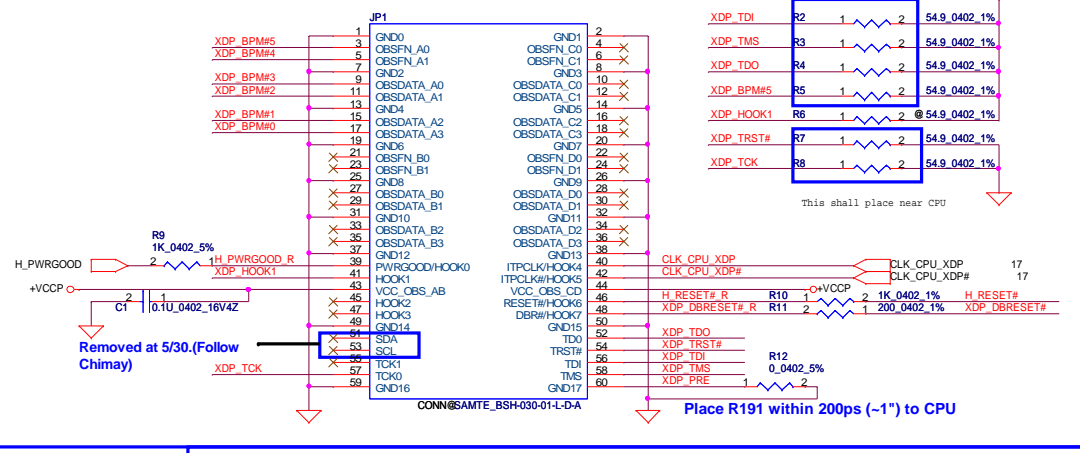 JP1
1 GND0 GND1 2
XDP_BPM#5 3 OBSFN_A0 OBSFN_C0 4
XDP_BPM#4 5 OBSFN_A1 OBSFN_C1 6
7 GND2 GND3 8
XDP_BPM#3 9 OBSDATA_A0 OBSDATA_C0 10
XDP_BPM#2 11 OBSDATA_A1 OBSDATA_C1 12
13 GND4 GND5 14
XDP_BPM#1 15 OBSDATA_A2 OBSDATA_C2 16
XDP_BPM#0 17 OBSDATA_A3 OBSDATA_C3 18
19 GND6 GND7 20
21 OBSFN_B0 OBSFN_D0 22
23 OBSFN_B1 OBSFN_D1 24
25 GND8 GND9 26
27 OBSDATA_B0 OBSDATA_D0 28
29 OBSDATA_B1 OBSDATA_D1 30
31 GND10 GND11 32
33 OBSDATA_B2 OBSDATA_D2 34
35 OBSDATA_B3 OBSDATA_D3 36
37 GND12 GND13 38
R9
1K_0402_5%
H_PWRGOOD 2 1 H_PWRGOOD_R 39 PWRGOOD/HOOK0 ITPCLK/HOOK4 40 CLK_CPU_XDP CLK_CPU_XDP 17
XDP_HOOK1 41 HOOK1 ITPCLK#/HOOK5 42 CLK_CPU_XDP# CLK_CPU_XDP# 17
+VCCP 43 VCC_OBS_AB VCC_OBS_CD 44 +VCCP
C1 2 1 0.1U_0402_16V4Z
45 HOOK2 RESET#/HOOK6 46 H_RESET#_R R10 1 2 1K_0402_1% H_RESET#
47 HOOK3 DBR#/HOOK7 48 XDP_DBRESET#_R R11 2 1 200_0402_1% XDP_DBRESET#
49 GND14 GND15 50
51 SDA TD0 52 XDP_TDO
53 SCL TRST# 54 XDP_TRST#
55 TCK1 TDI 56 XDP_TDI
XDP_TCK 57 TCK0 TMS 58 XDP_TMS
59 GND16 GND17 60 XDP_PRE 1 2
R12
0_0402_5%
Removed at 5/30.(Follow
Chimay)
CONN@SAMTE_BSH-030-01-L-D-A
Place R191 within 200ps (~1") to CPU
XDP_TDI R2 1 2 54.9_0402_1%
XDP_TMS R3 1 2 54.9_0402_1%
XDP_TDO R4 1 2 54.9_0402_1%
XDP_BPM#5 R5 1 2 54.9_0402_1%
XDP_HOOK1 R6 1 2 @ 54.9_0402_1%
XDP_TRST# R7 1 2 54.9_0402_1%
XDP_TCK R8 1 2 54.9_0402_1%
This shall place near CPU